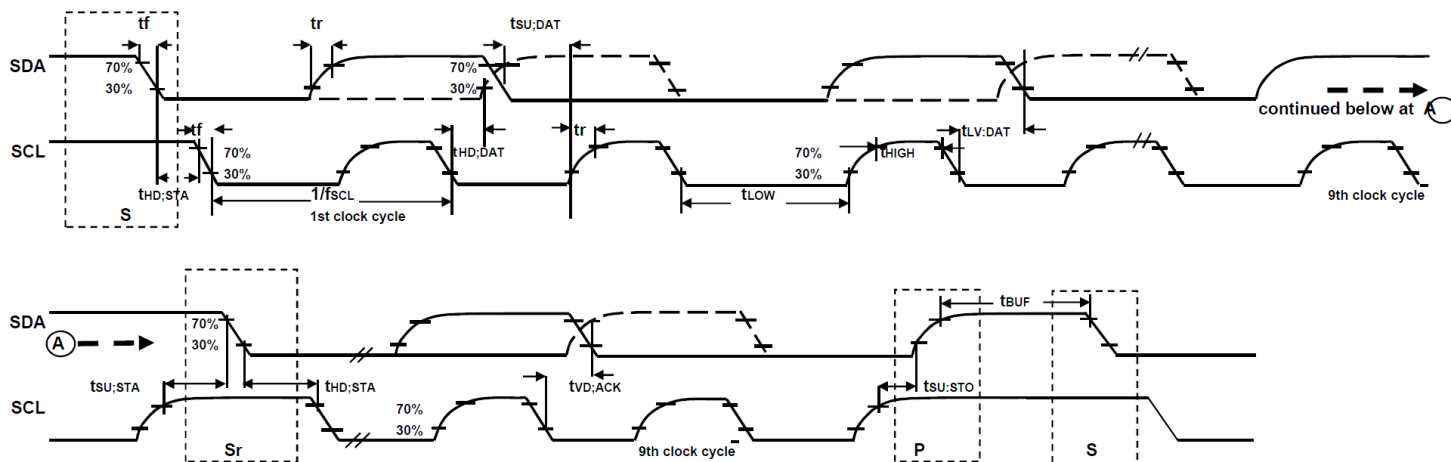 tf tr tSU;DAT
SDA 70% 70%
30% 30%
continued below at A
tf tr tLV:DAT
SCL 70% tHD;DAT 70% tHIGH
30% 30%
tHD;STA 1/fSCL tLOW
S 1st clock cycle 9th clock cycle
tBUF
SDA 70%
A 30%
tSU;STA tHD;STA tVD;ACK tSU:STO
SCL 70%
30%
Sr 9th clock cycle P S